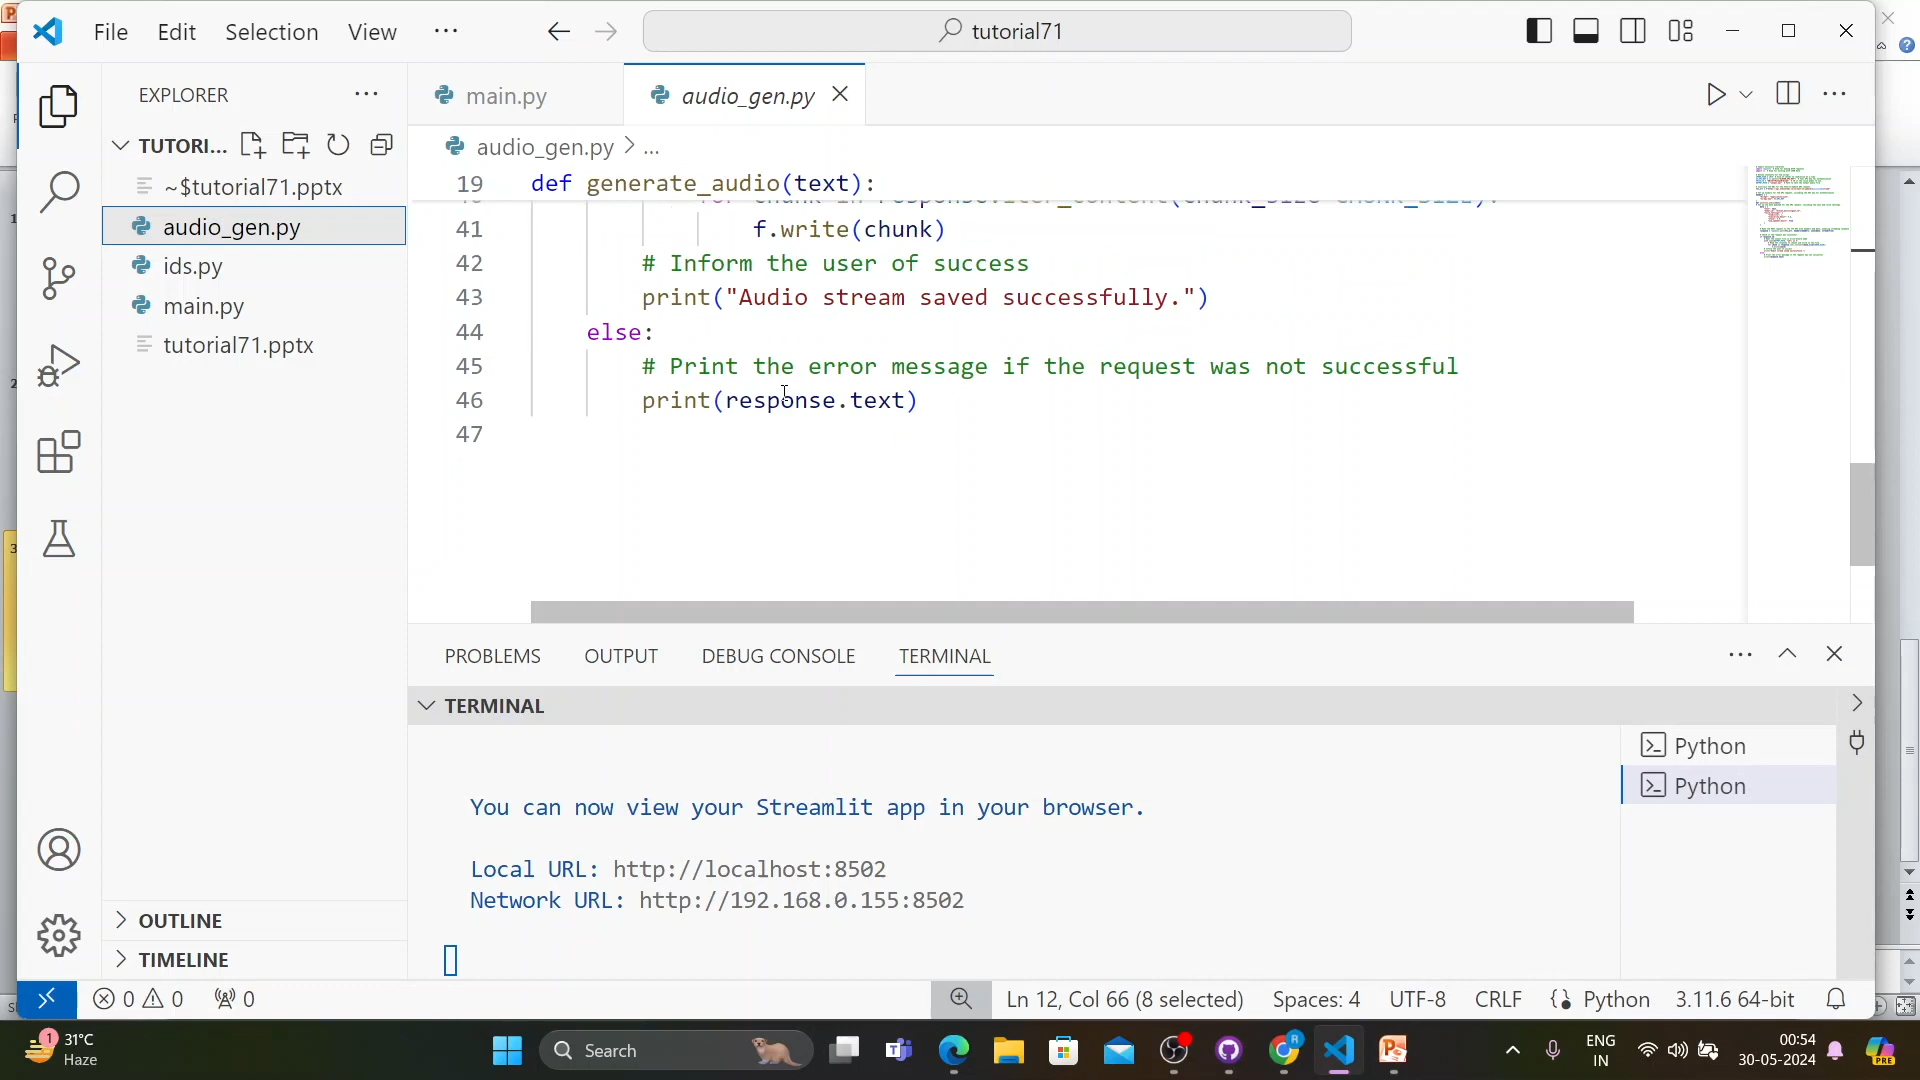 File Edit Selection View ... tutorial71
EXPLORER
main.py
audio_gen.py
TUTORI...
audio_gen.py > ...
~$tutorial71.pptx
audio_gen.py
ids.py
main.py
tutorial71.pptx
19 def generate_audio(text):
41 f.write(chunk)
42 # Inform the user of success
43 print("Audio stream saved successfully.")
44 else:
45 # Print the error message if the request was not successful
46 print(response.text)
47
PROBLEMS OUTPUT DEBUG CONSOLE TERMINAL
TERMINAL
You can now view your Streamlit app in your browser.
Local URL: http://localhost:8502
Network URL: http://192.168.0.155:8502
Python
Python
OUTLINE
TIMELINE
0 0 0
Ln 12, Col 66 (8 selected) Spaces: 4 UTF-8 CRLF Python 3.11.6 64-bit
1
31°C
Haze
Search
ENG
IN
00:54
30-05-2024
PRE